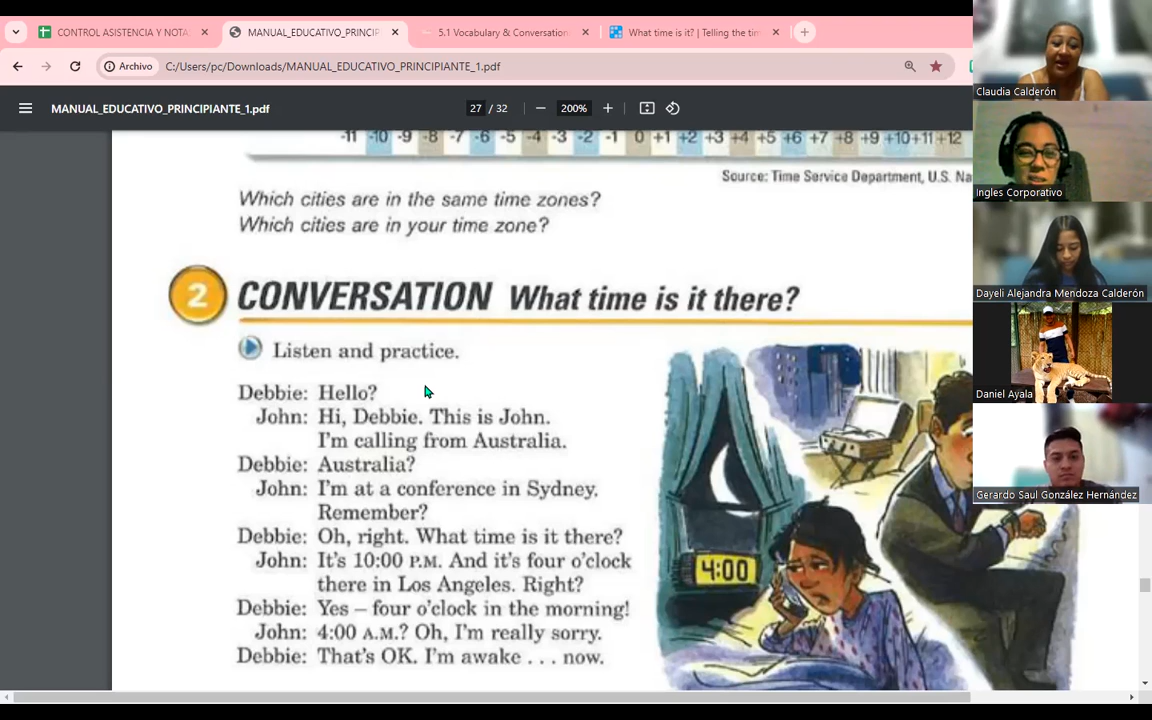 CONTROL ASISTENCIA Y NOTA
MANUAL_EDUCATIVO_PRINCIP
5.1 Vocabulary & Conversation
What time is it? | Telling the tim
Archivo
C:/Users/pc/Downloads/MANUAL_EDUCATIVO_PRINCIPIANTE_1.pdf
MANUAL_EDUCATIVO_PRINCIPIANTE_1.pdf
27 / 32
200%
-11 -10 -9 -8 -7 -6 -5 -4 -3 -2 -1 0 +1 +2 +3 +4 +5 +6 +7 +8 +9 +10 +11 +12
Source: Time Service Department, U.S. Na
Which cities are in the same time zones?
Which cities are in your time zone?
2 CONVERSATION What time is it there?
Listen and practice.
Debbie: Hello?
John: Hi, Debbie. This is John.
I'm calling from Australia.
Debbie: Australia?
John: I'm at a conference in Sydney.
Remember?
Debbie: Oh, right. What time is it there?
John: It's 10:00 P.M. And it's four o'clock
there in Los Angeles. Right?
Debbie: Yes – four o'clock in the morning!
John: 4:00 A.M.? Oh, I'm really sorry.
Debbie: That's OK. I'm awake . . . now.
4:00
Claudia Calderón
Ingles Corporativo
Dayeli Alejandra Mendoza Calderón
Daniel Ayala
Gerardo Saul González Hernández